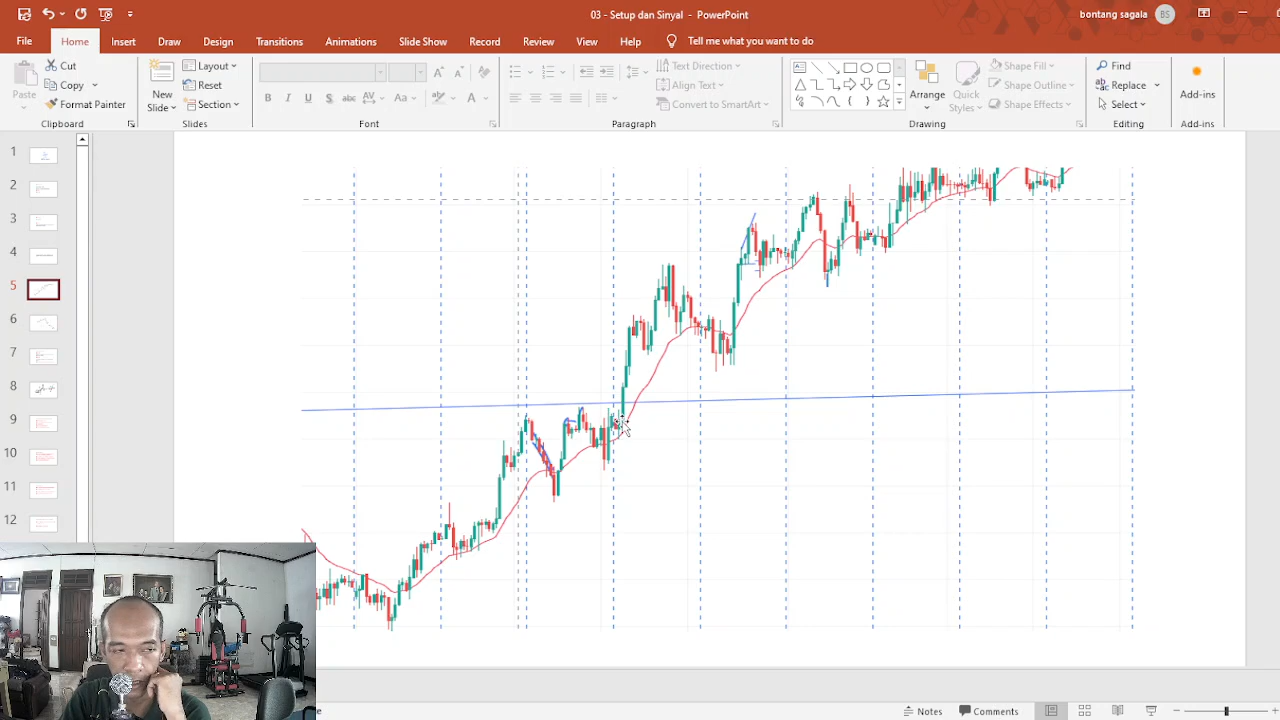 03 - Setup dan Sinyal - PowerPoint
bontang sagala BS
File Home Insert Draw Design Transitions Animations Slide Show Record Review View Help Tell me what you want to do
Paste
Cut
Copy
Format Painter
Clipboard
New
Slide
Layout
Reset
Section
Slides
B I U S abc AV Aa A
Font
Text Direction
Align Text
Convert to SmartArt
Paragraph
Arrange
Quick
Styles
Shape Fill
Shape Outline
Shape Effects
Drawing
Find
Replace
Select
Editing
Add-ins
Add-ins
1
2
3
4
5
6
7
8
9
10
11
12
Notes Comments